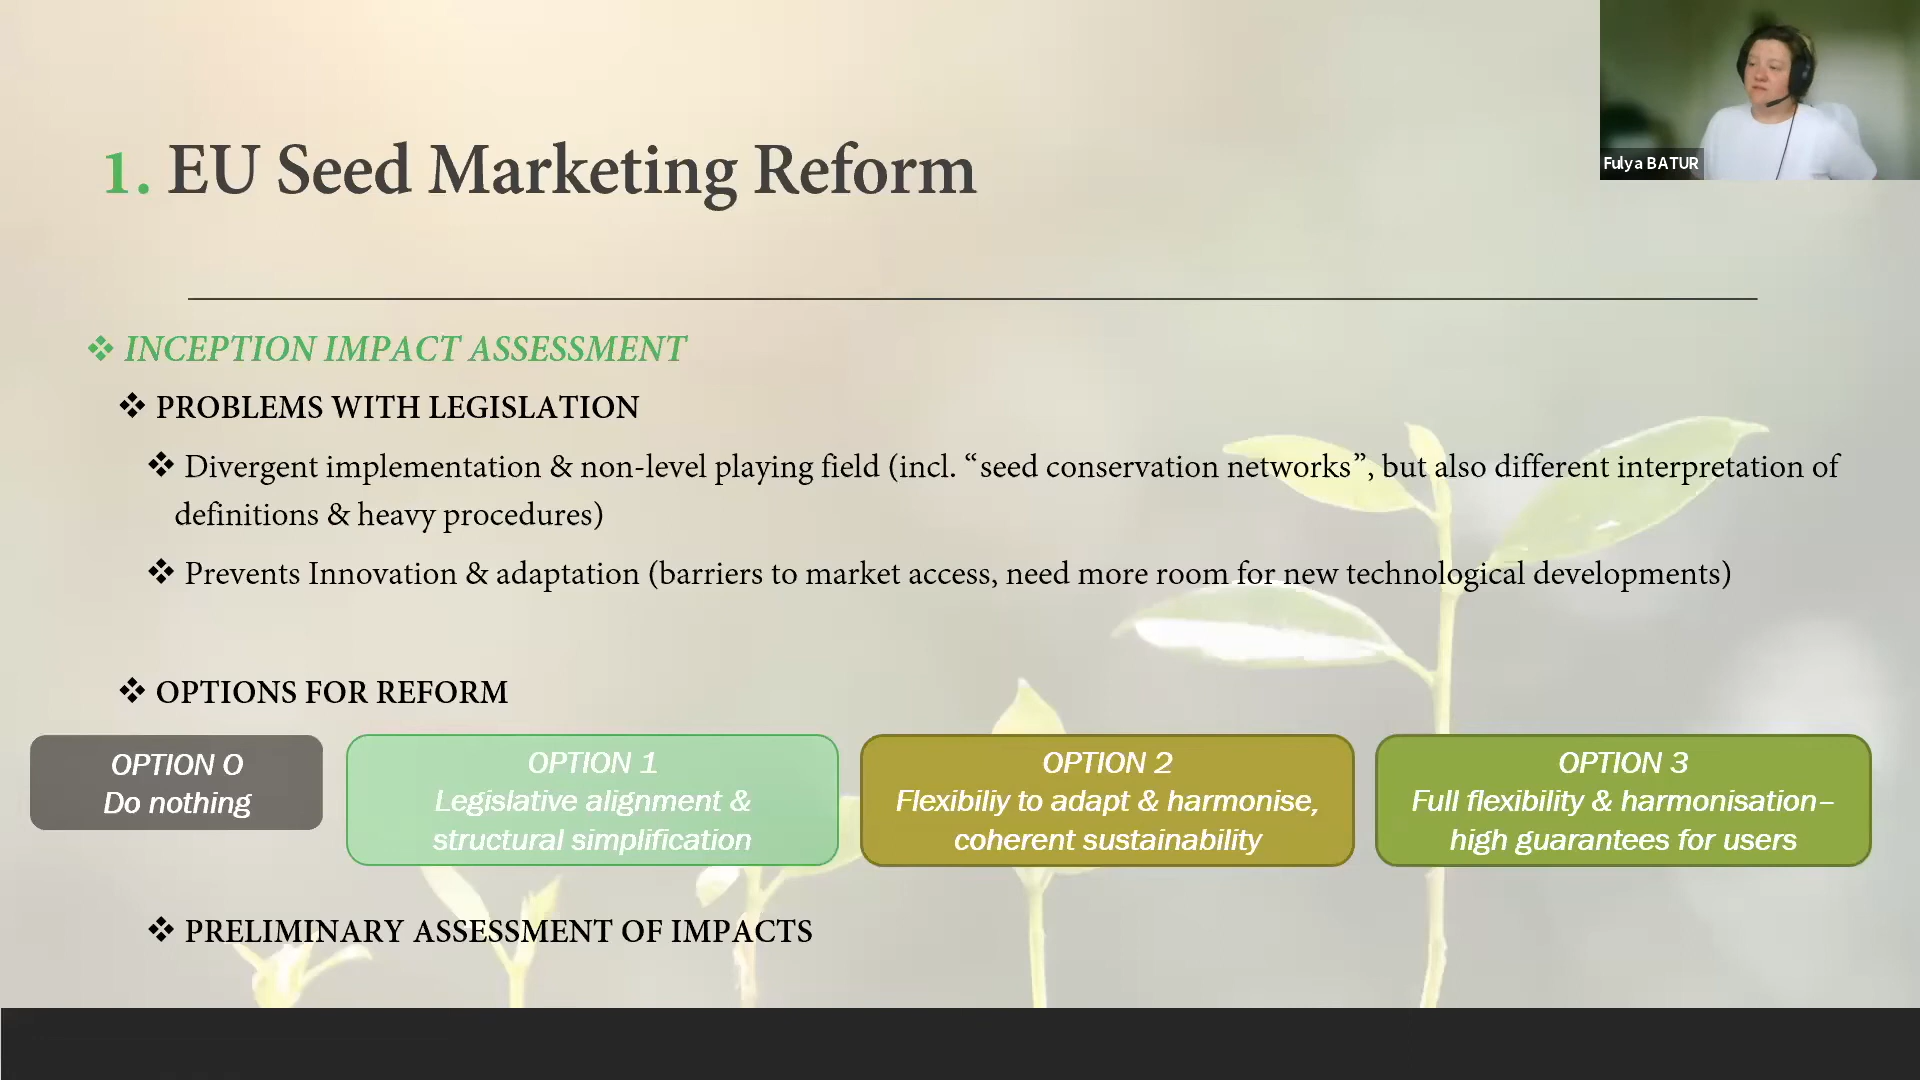 Fulya BATUR
1. EU Seed Marketing Reform
❖ INCEPTION IMPACT ASSESSMENT
❖ PROBLEMS WITH LEGISLATION
❖ Divergent implementation & non-level playing field (incl. “seed conservation networks”, but also different interpretation of
definitions & heavy procedures)
❖ Prevents Innovation & adaptation (barriers to market access, need more room for new technological developments)
❖ OPTIONS FOR REFORM
OPTION O
Do nothing
OPTION 1
Legislative alignment &
structural simplification
OPTION 2
Flexibiliy to adapt & harmonise,
coherent sustainability
OPTION 3
Full flexibility & harmonisation–
high guarantees for users
❖ PRELIMINARY ASSESSMENT OF IMPACTS